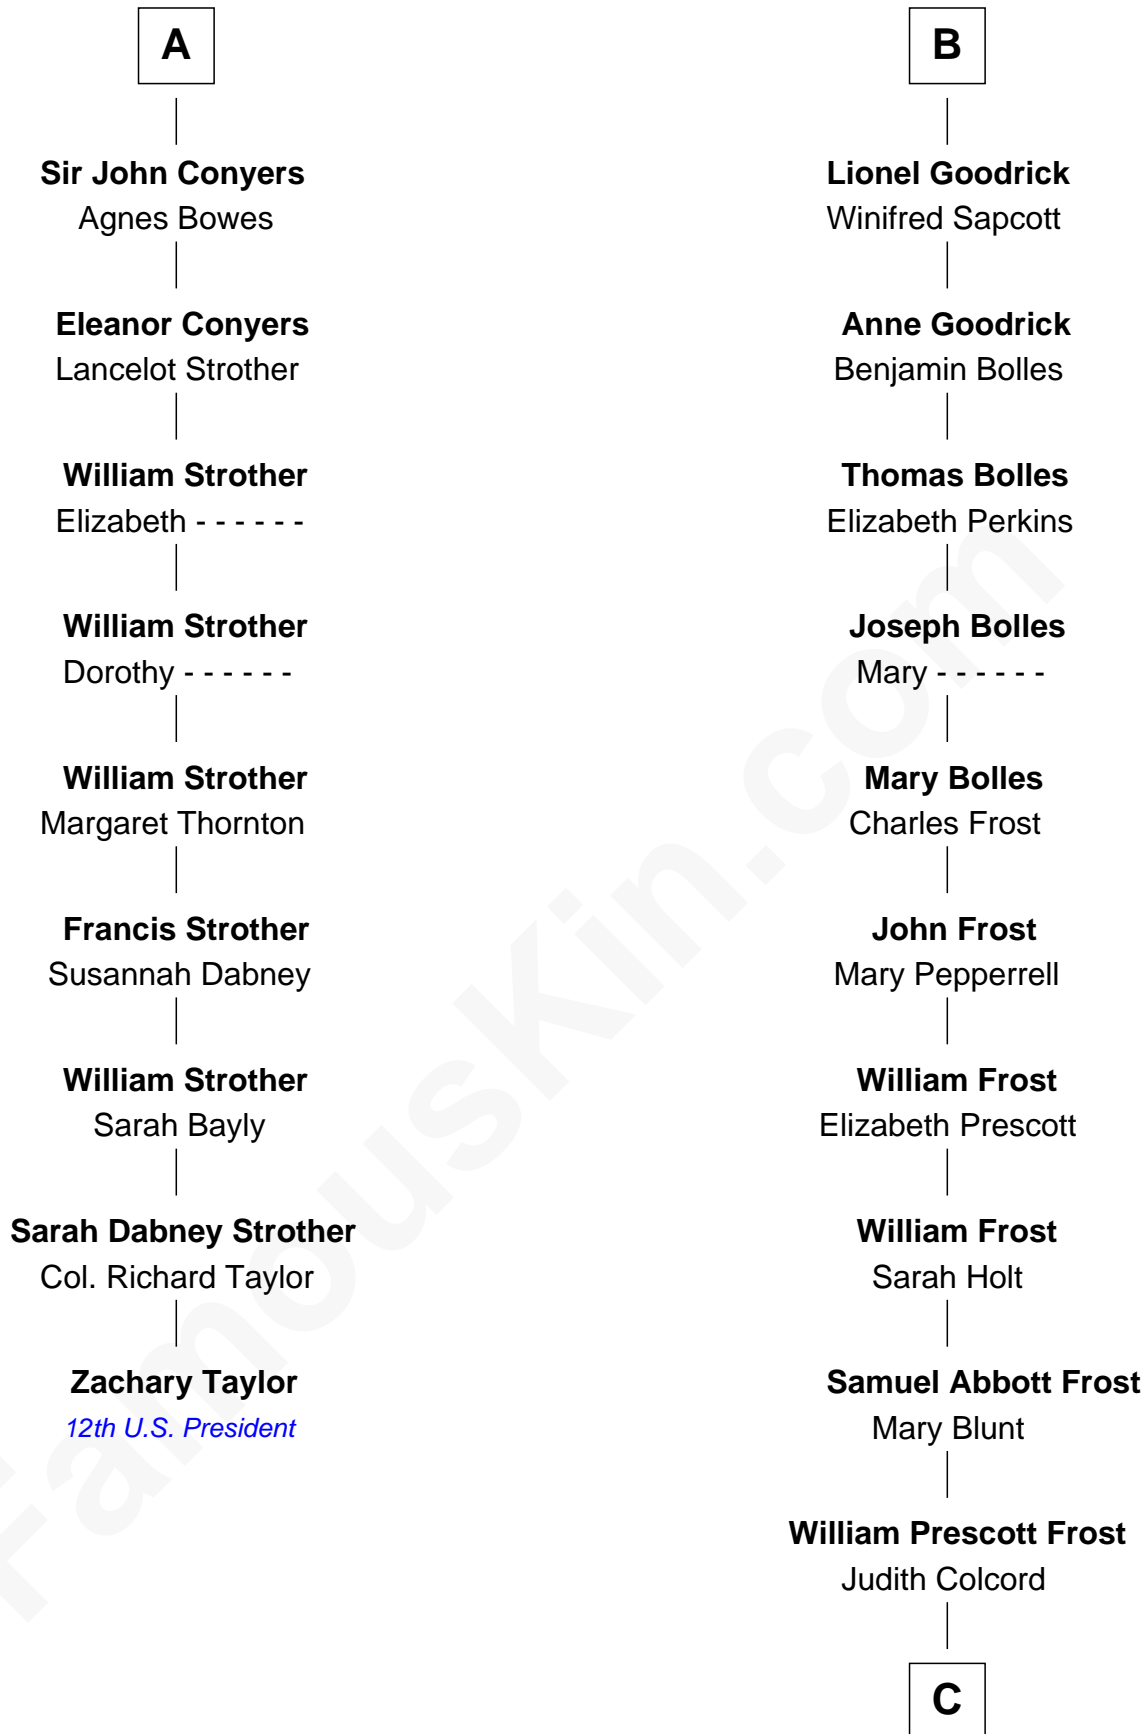 A
Sir John Conyers
Agnes Bowes
Eleanor Conyers
Lancelot Strother
William Strother
Elizabeth - - - - - -
William Strother
Dorothy - - - - - -
William Strother
Margaret Thornton
Francis Strother
Susannah Dabney
William Strother
Sarah Bayly
Sarah Dabney Strother
Col. Richard Taylor
Zachary Taylor
12th U.S. President
B
Lionel Goodrick
Winifred Sapcott
Anne Goodrick
Benjamin Bolles
Thomas Bolles
Elizabeth Perkins
Joseph Bolles
Mary - - - - - -
Mary Bolles
Charles Frost
John Frost
Mary Pepperrell
William Frost
Elizabeth Prescott
William Frost
Sarah Holt
Samuel Abbott Frost
Mary Blunt
William Prescott Frost
Judith Colcord
C
FamousKin.com